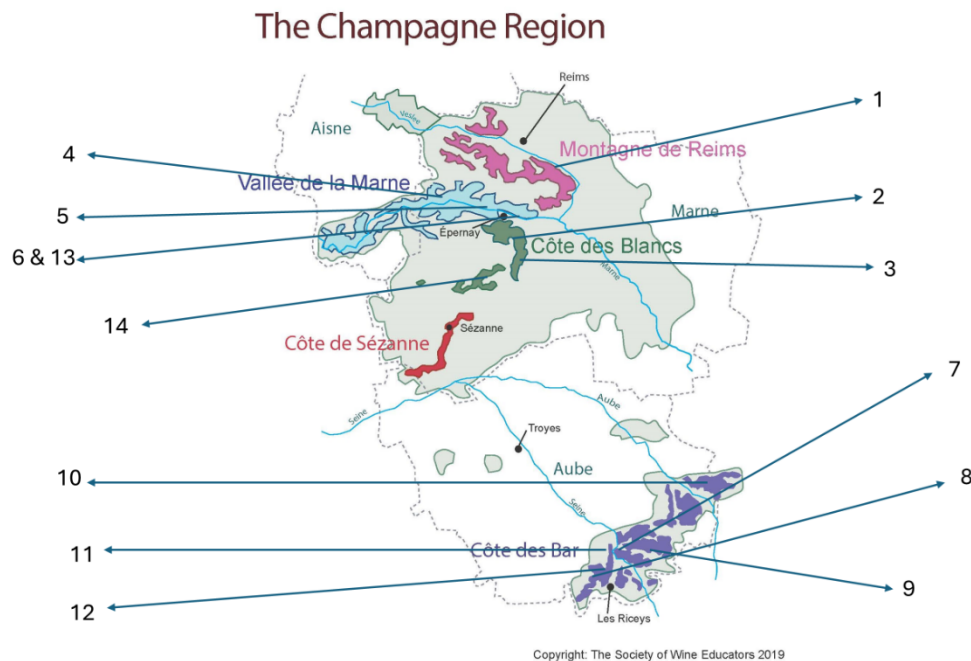 The Champagne Region
Reims
1
Vesle
Aisne
Montagne de Reims
4
Vallée de la Marne
2
5
Marne
Épernay
Côte des Blancs
6 & 13
3
Marne
14
Sézanne
Côte de Sézanne
7
Aube
Seine
Troyes
10
Aube
8
Seine
11
Côte des Bar
9
12
Les Riceys
Copyright: The Society of Wine Educators 2019